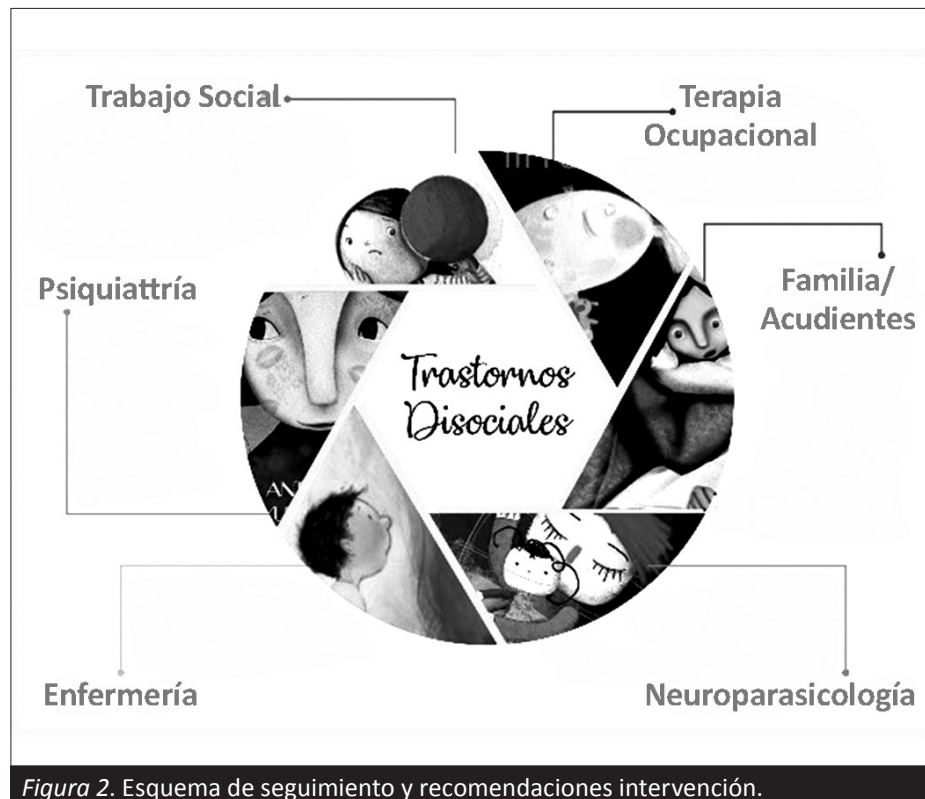 Trabajo Social
Terapia
Ocupacional
Psiquiattría
Familia/
Acudientes
Trastornos
Disociales
Enfermería
Neuroparasicología
Figura 2. Esquema de seguimiento y recomendaciones intervención.